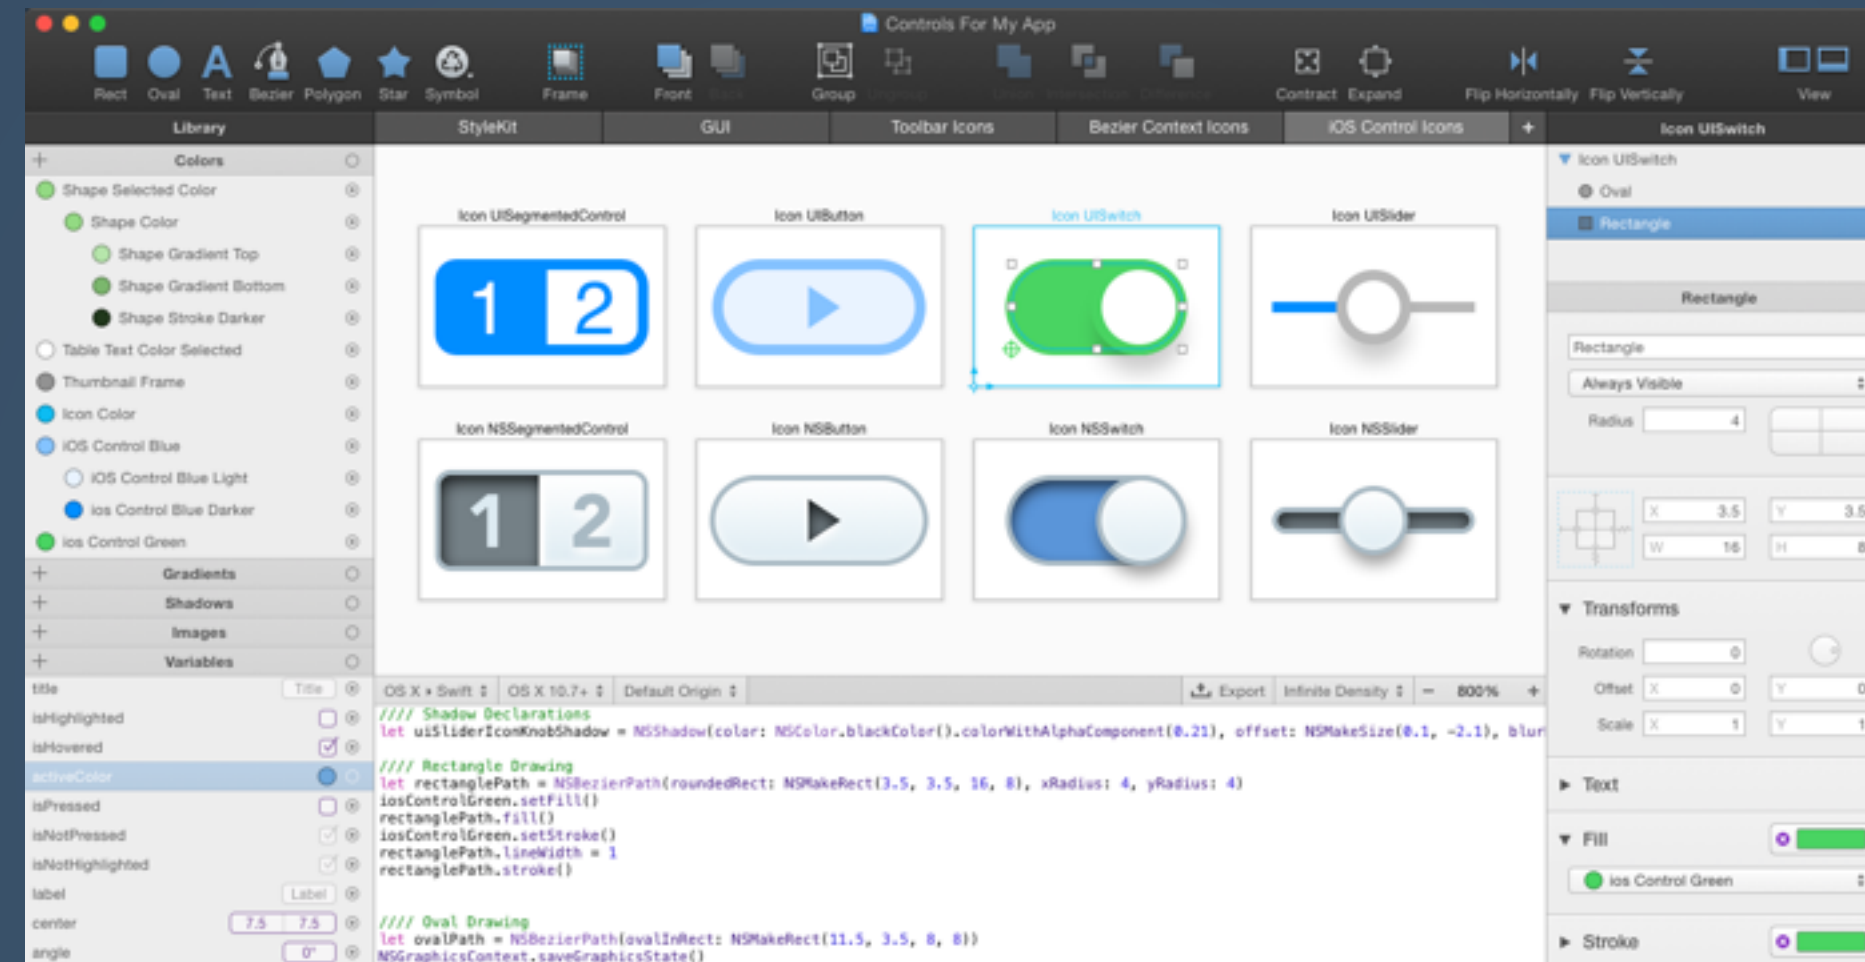 Controls For My App
Rect Oval Text Bezier Polygon Star Symbol Frame Front Back Group Ungroup Union Intersection Difference Contract Expand Flip Horizontally Flip Vertically View
Library
StyleKit GUI Toolbar Icons Bezier Context Icons iOS Control Icons +
Icon UISwitch
+ Colors
Shape Selected Color
Shape Color
Shape Gradient Top
Shape Gradient Bottom
Shape Stroke Darker
Table Text Color Selected
Thumbnail Frame
Icon Color
iOS Control Blue
iOS Control Blue Light
ios Control Blue Darker
ios Control Green
+ Gradients
+ Shadows
+ Images
+ Variables
title Title
isHighlighted
isHovered
activeColor
isPressed
isNotPressed
isNotHighlighted
label Label
center 7.5 7.5
angle 0°
Icon UISegmentedControl Icon UIButton Icon UISwitch Icon UISlider
1 2
Icon NSSegmentedControl Icon NSButton Icon NSSwitch Icon NSSlider
1 2
OS X ▸ Swift OS X 10.7+ Default Origin Export Infinite Density − 800% +
//// Shadow Declarations
let uiSliderIconKnobShadow = NSShadow(color: NSColor.blackColor().colorWithAlphaComponent(0.21), offset: NSMakeSize(0.1, -2.1), blur
//// Rectangle Drawing
let rectanglePath = NSBezierPath(roundedRect: NSMakeRect(3.5, 3.5, 16, 8), xRadius: 4, yRadius: 4)
iosControlGreen.setFill()
rectanglePath.fill()
iosControlGreen.setStroke()
rectanglePath.lineWidth = 1
rectanglePath.stroke()
//// Oval Drawing
let ovalPath = NSBezierPath(ovalInRect: NSMakeRect(11.5, 3.5, 8, 8))
NSGraphicsContext.saveGraphicsState()
Icon UISwitch
Oval
Rectangle
Rectangle
Rectangle
Always Visible
Radius 4
X 3.5 Y 3.5
W 16 H 8
Transforms
Rotation 0
Offset X 0 Y 0
Scale X 1 Y 1
Text
Fill
ios Control Green
Stroke